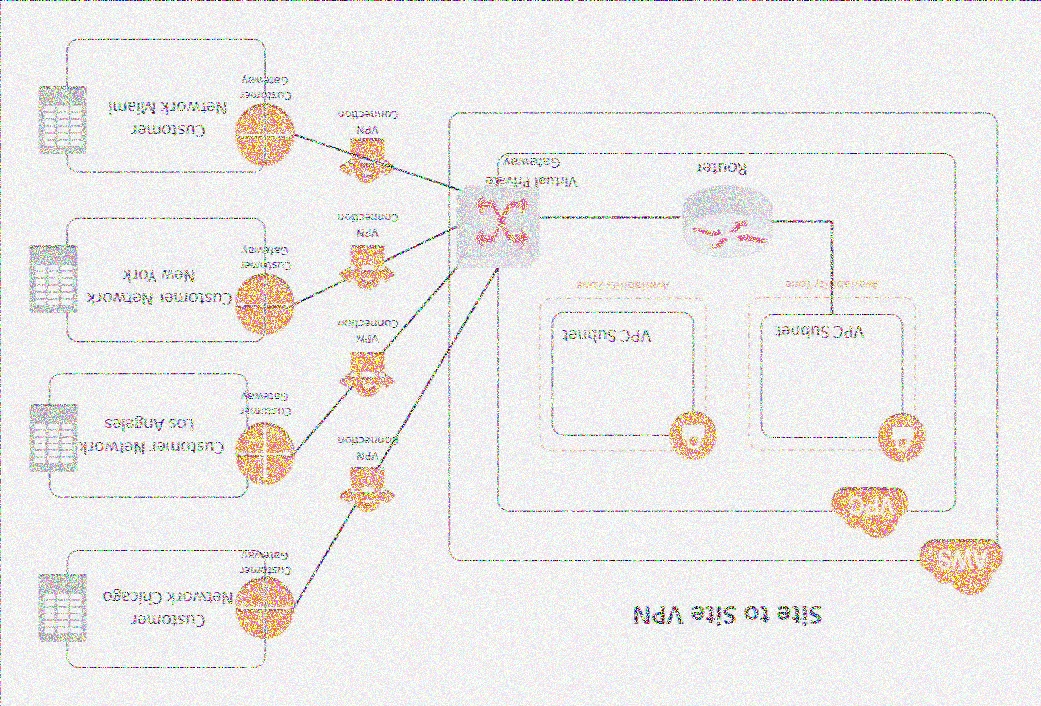 Site to Site VPN
AWS
VPC
VPC Subnet
Availability Zone
VPC Subnet
Availability Zone
Router
Virtual Private
Gateway
VPN
Connection
VPN
Connection
VPN
Connection
VPN
Connection
Customer
Gateway
Customer
Network Chicago
Customer
Gateway
Customer Network
Los Angeles
Customer
Gateway
Customer Network
New York
Customer
Gateway
Customer
Network Miami